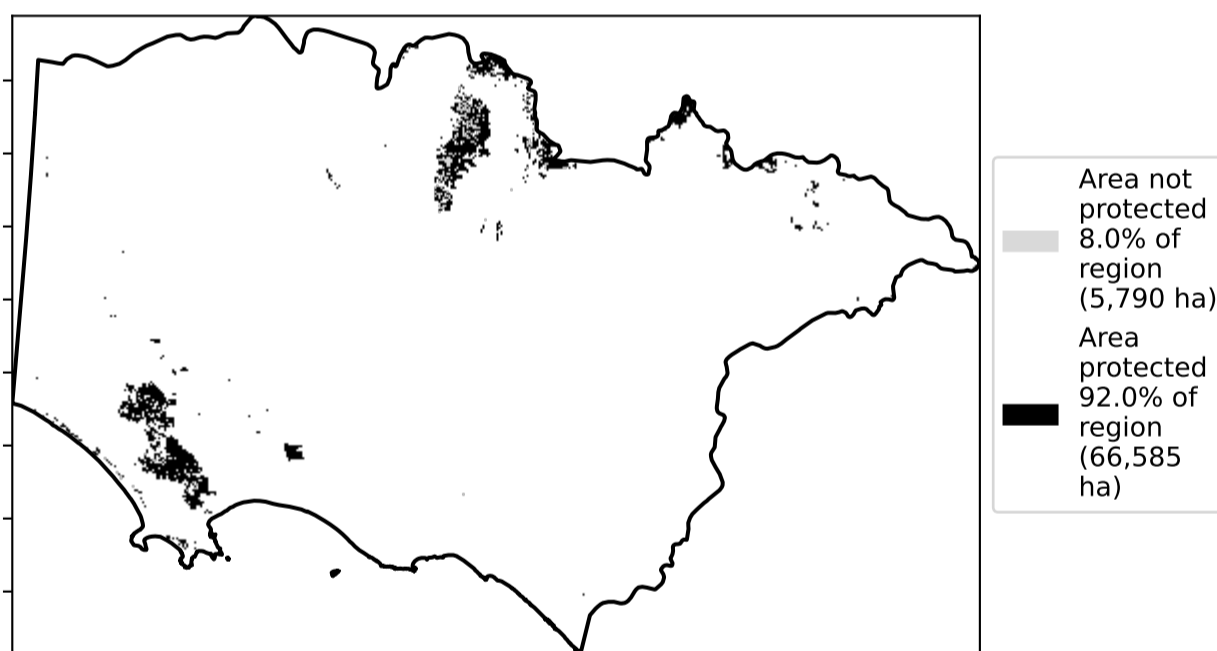 Area not
protected
8.0% of
region
(5,790 ha)
Area
protected
92.0% of
region
(66,585
ha)